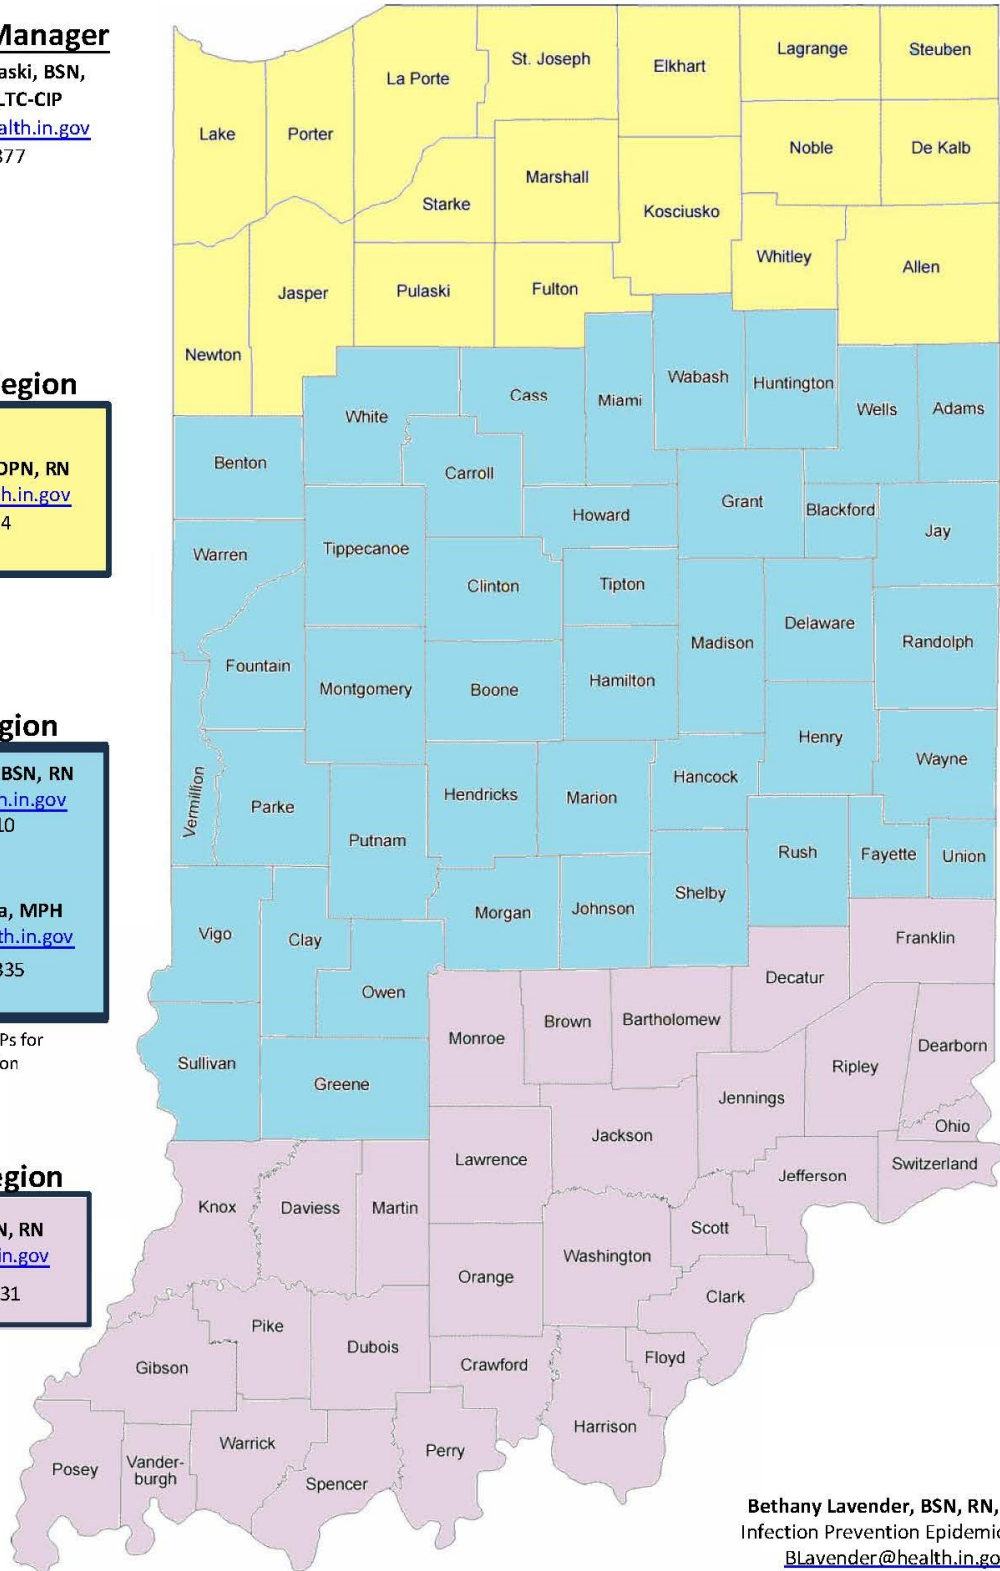 Manager
aski, BSN,
LTC-CIP
alth.in.gov
377
egion
OPN, RN
h.in.gov
4
gion
BSN, RN
h.in.gov
10
a, MPH
th.in.gov
335
Ps for
on
egion
N, RN
in.gov
31
Lake
Porter
La Porte
St. Joseph
Elkhart
Lagrange
Steuben
Noble
De Kalb
Marshall
Starke
Kosciusko
Whitley
Allen
Newton
Jasper
Pulaski
Fulton
White
Cass
Miami
Wabash
Huntington
Wells
Adams
Benton
Carroll
Howard
Grant
Blackford
Jay
Warren
Tippecanoe
Clinton
Tipton
Madison
Delaware
Randolph
Fountain
Montgomery
Boone
Hamilton
Henry
Wayne
Vermillion
Parke
Putnam
Hendricks
Marion
Hancock
Rush
Fayette
Union
Vigo
Clay
Owen
Morgan
Johnson
Shelby
Franklin
Decatur
Sullivan
Greene
Monroe
Brown
Bartholomew
Jennings
Ripley
Dearborn
Ohio
Switzerland
Jefferson
Jackson
Lawrence
Knox
Daviess
Martin
Orange
Washington
Scott
Clark
Gibson
Pike
Dubois
Crawford
Floyd
Harrison
Posey
Vander-
burgh
Warrick
Spencer
Perry
Bethany Lavender, BSN, RN,
Infection Prevention Epidemio
BLavender@health.in.go